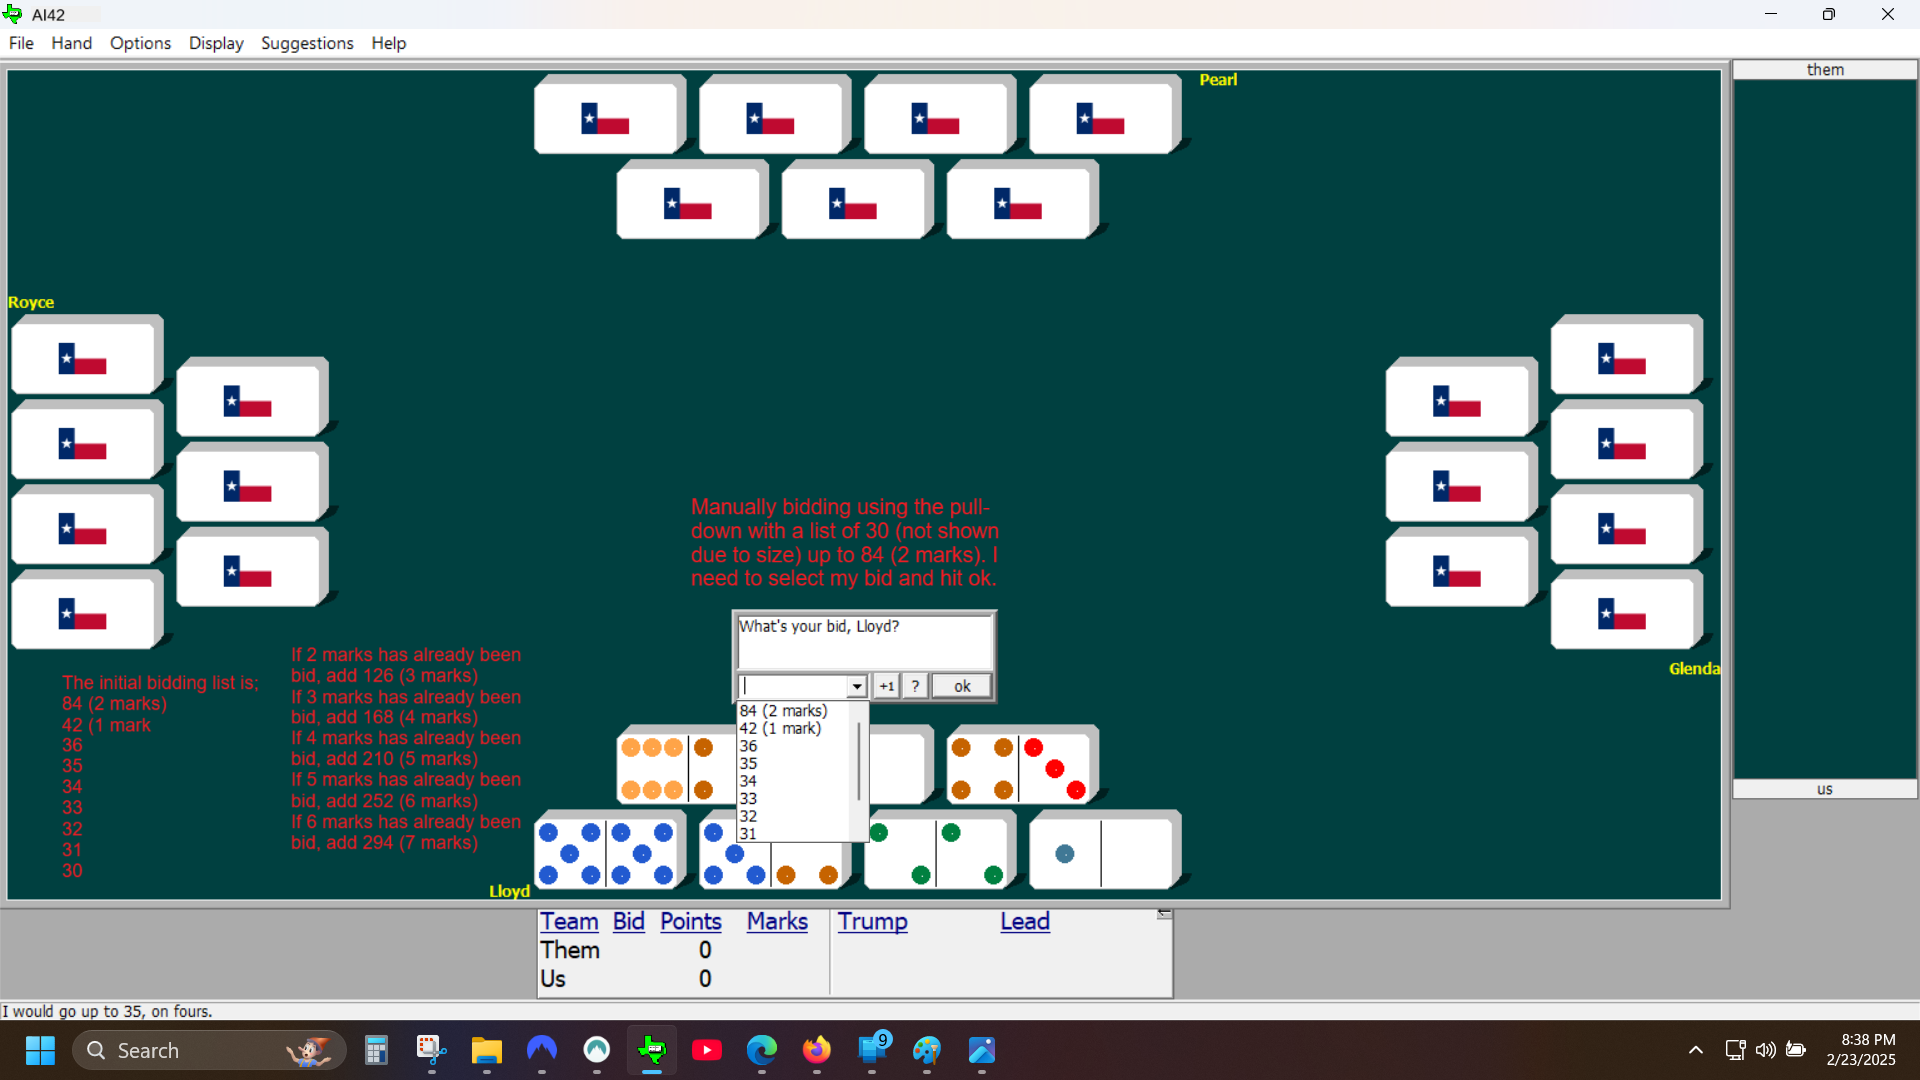 AI42
File Hand Options Display Suggestions Help
them
Pearl
Royce
Manually bidding using the pull-
down with a list of 30 (not shown
due to size) up to 84 (2 marks). I
need to select my bid and hit ok.
What's your bid, Lloyd?
+1 ? ok
84 (2 marks)
42 (1 mark)
36
35
34
33
32
31
The initial bidding list is;
84 (2 marks)
42 (1 mark
36
35
34
33
32
31
30
If 2 marks has already been
bid, add 126 (3 marks)
If 3 marks has already been
bid, add 168 (4 marks)
If 4 marks has already been
bid, add 210 (5 marks)
If 5 marks has already been
bid, add 252 (6 marks)
If 6 marks has already been
bid, add 294 (7 marks)
Glenda
us
Lloyd
Team Bid Points Marks Trump Lead
Them 0
Us 0
I would go up to 35, on fours.
Search
9
8:38 PM
2/23/2025